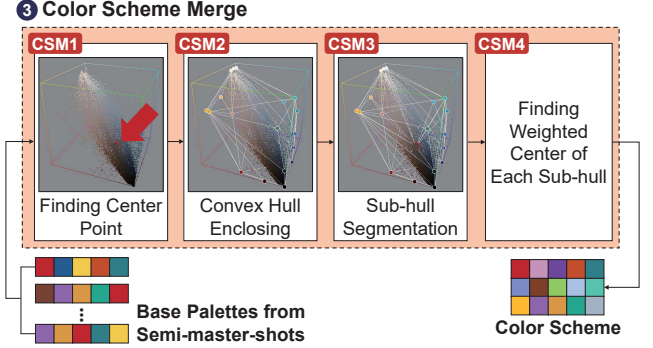 3 Color Scheme Merge
CSM1
CSM2
CSM3
CSM4
Finding Center
Point
Convex Hull
Enclosing
Sub-hull
Segmentation
Finding
Weighted
Center of
Each Sub-hull
Base Palettes from
Semi-master-shots
Color Scheme